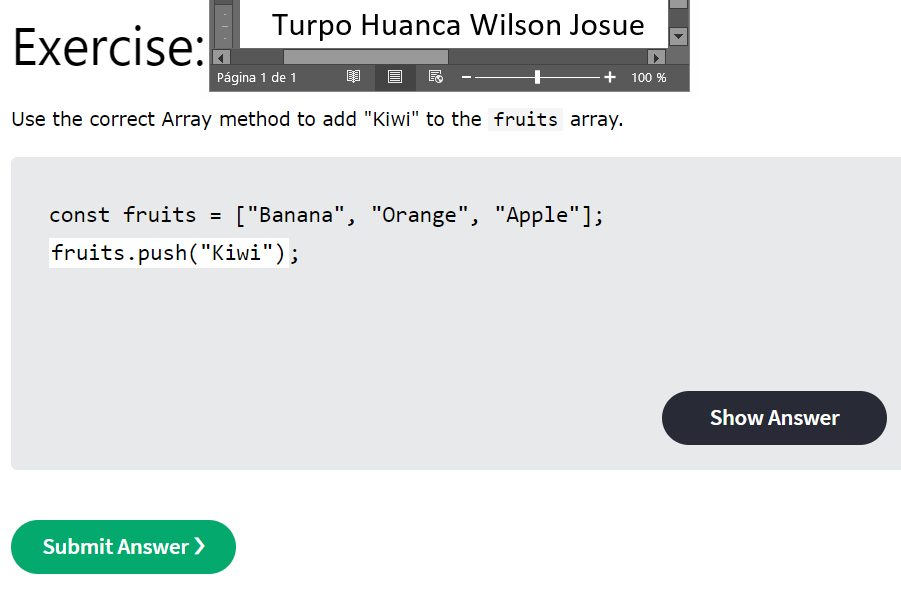 Exercise:
Turpo Huanca Wilson Josue
Página 1 de 1
100 %
Use the correct Array method to add "Kiwi" to the fruits array.
const fruits = ["Banana", "Orange", "Apple"];
fruits.push("Kiwi");
Show Answer
Submit Answer ❯